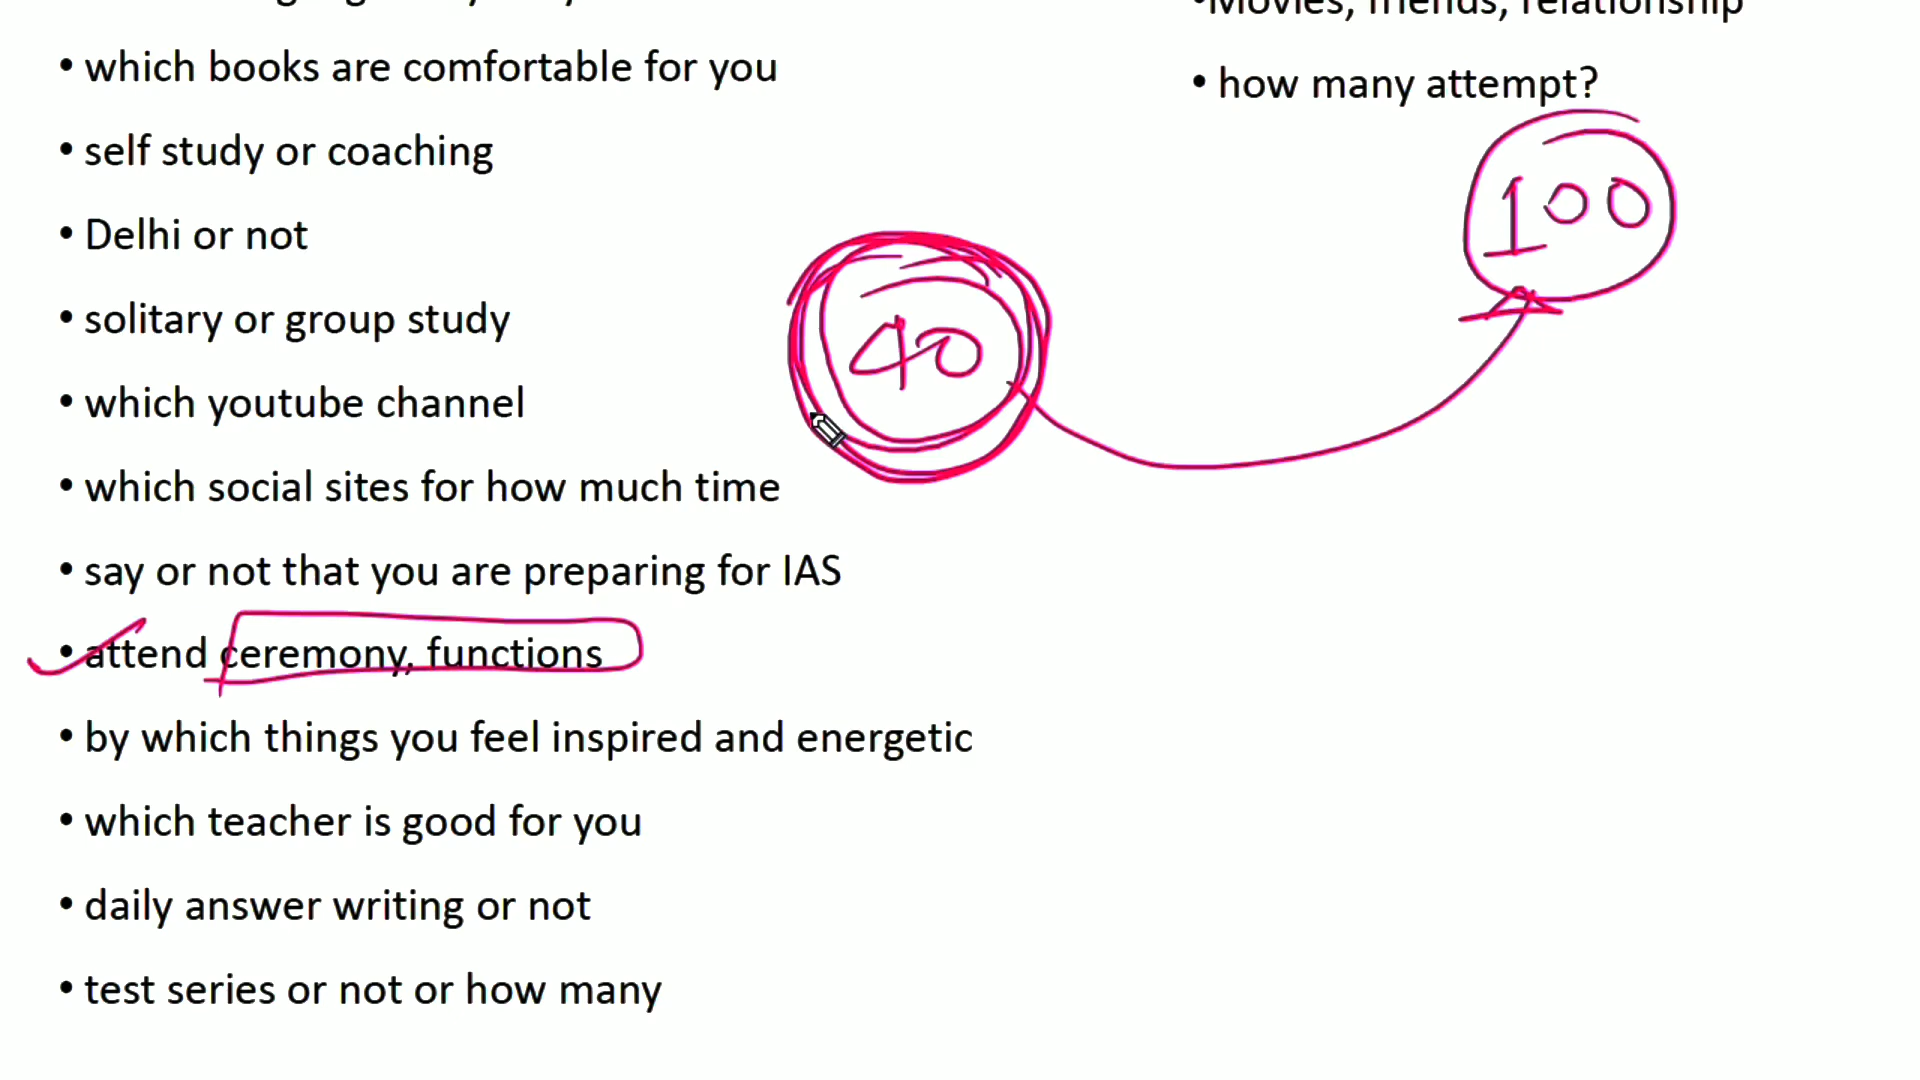 • which books are comfortable for you
• self study or coaching
• Delhi or not
• solitary or group study
• which youtube channel
• which social sites for how much time
• say or not that you are preparing for IAS
• attend ceremony, functions
• by which things you feel inspired and energetic
• which teacher is good for you
• daily answer writing or not
• test series or not or how many
•Movies, friends, relationship
• how many attempt?
100
40